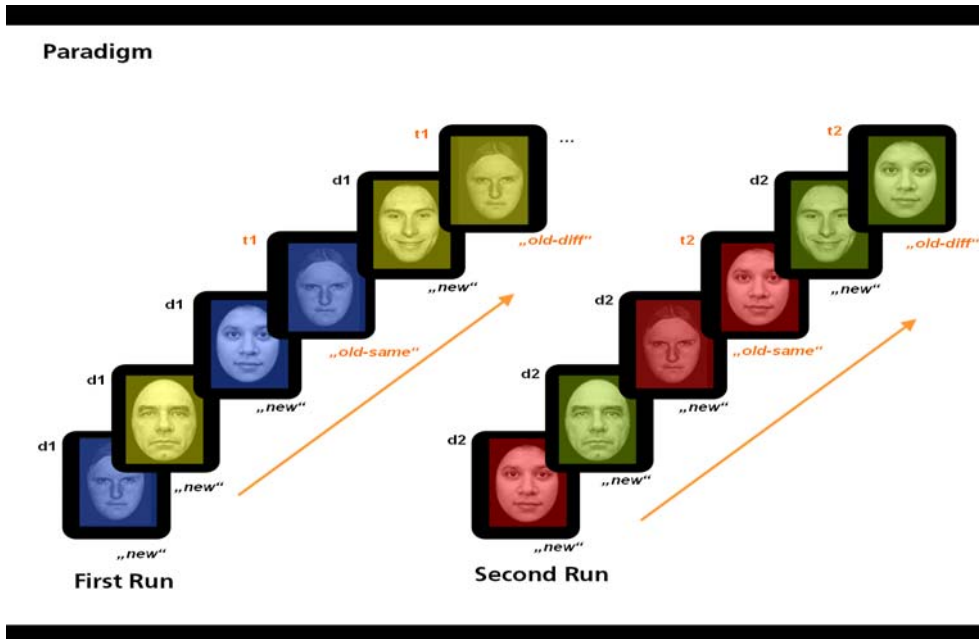 Paradigm
d1
„new“
d1
„new“
d1
„new“
t1
„old-same“
d1
„new“
t1
...
„old-diff“
First Run
d2
„new“
d2
„new“
d2
„new“
t2
„old-same“
d2
„new“
t2
„old-diff“
Second Run